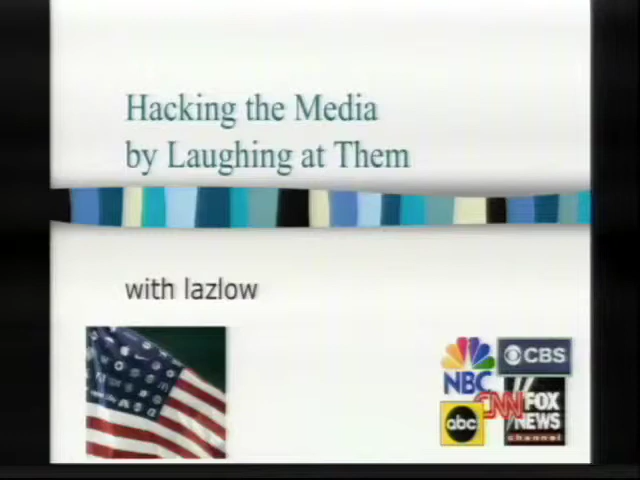 Hacking the Media
by Laughing at Them
with lazlow
NBC
CBS
CNN
FOX
NEWS
channel
abc